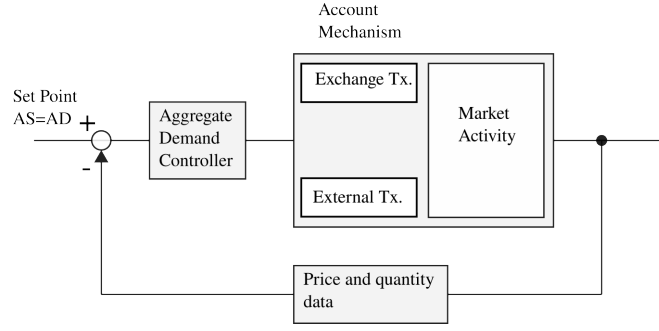 Account
Mechanism
Exchange Tx.
Set Point
AS=AD
+
Aggregate
Demand
Controller
Market
Activity
-
External Tx.
Price and quantity
data